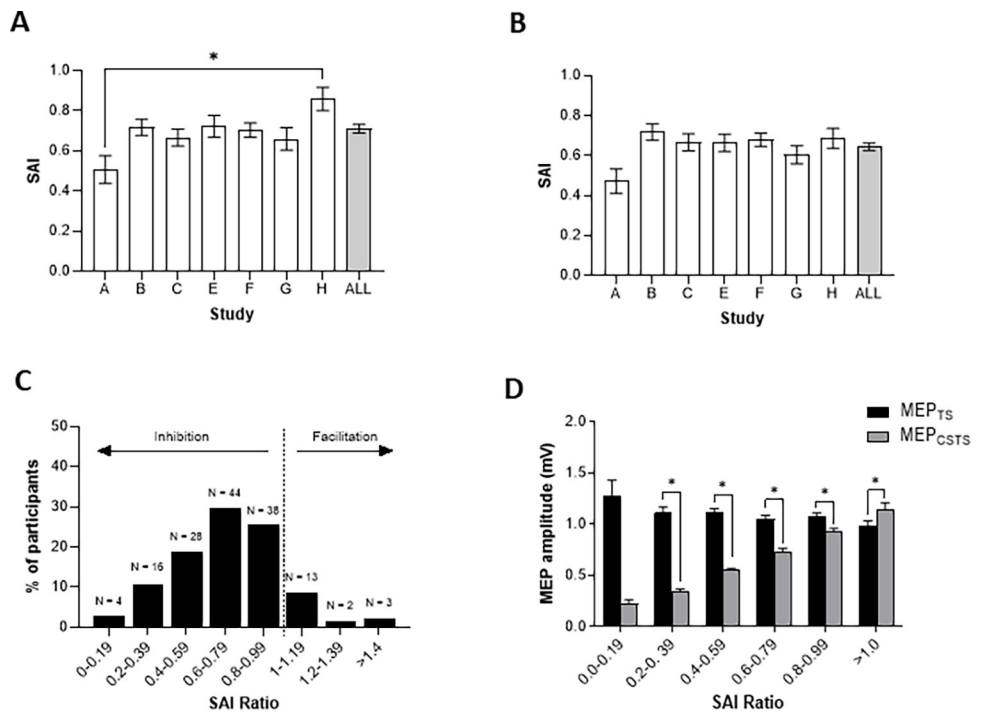 A
*
1.0
0.8
0.6
0.4
0.2
0.0
SAI
A B C E F G H ALL
Study
B
1.0
0.8
0.6
0.4
0.2
0.0
SAI
A B C E F G H ALL
Study
C
50
40
30
20
10
0
% of participants
Inhibition
Facilitation
N = 4
N = 16
N = 28
N = 44
N = 38
N = 13
N = 2
N = 3
0-0.19
0.2-0.39
0.4-0.59
0.6-0.79
0.8-0.99
1-1.19
1.2-1.39
>1.4
SAI Ratio
D
MEPTS
MEPCSTS
2.0
1.5
1.0
0.5
0.0
MEP amplitude (mV)
* * * * *
0.0-0.19
0.2-0. 39
0.4-0.59
0.6-0.79
0.8-0.99
>1.0
SAI Ratio